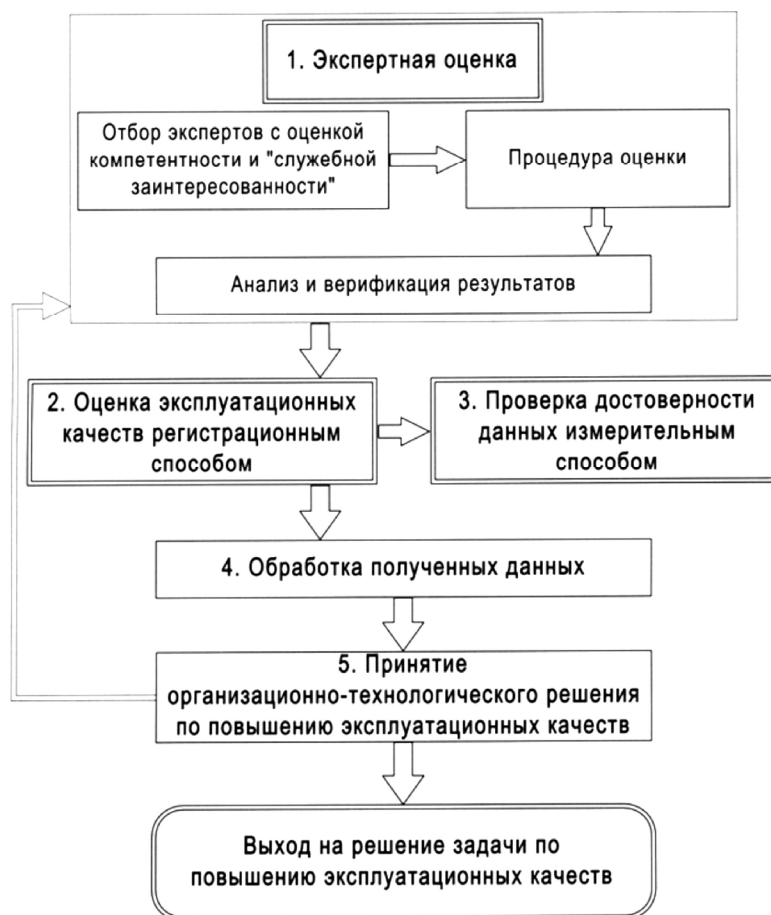 1. Экспертная оценка
Отбор экспертов с оценкой
компетентности и "служебной
заинтересованности"
Процедура оценки
Анализ и верификация результатов
2. Оценка эксплуатационных
качеств регистрационным
способом
3. Проверка достоверности
данных измерительным
способом
4. Обработка полученных данных
5. Принятие
организационно-технологического решения
по повышению эксплуатационных качеств
Выход на решение задачи по
повышению эксплуатационных качеств